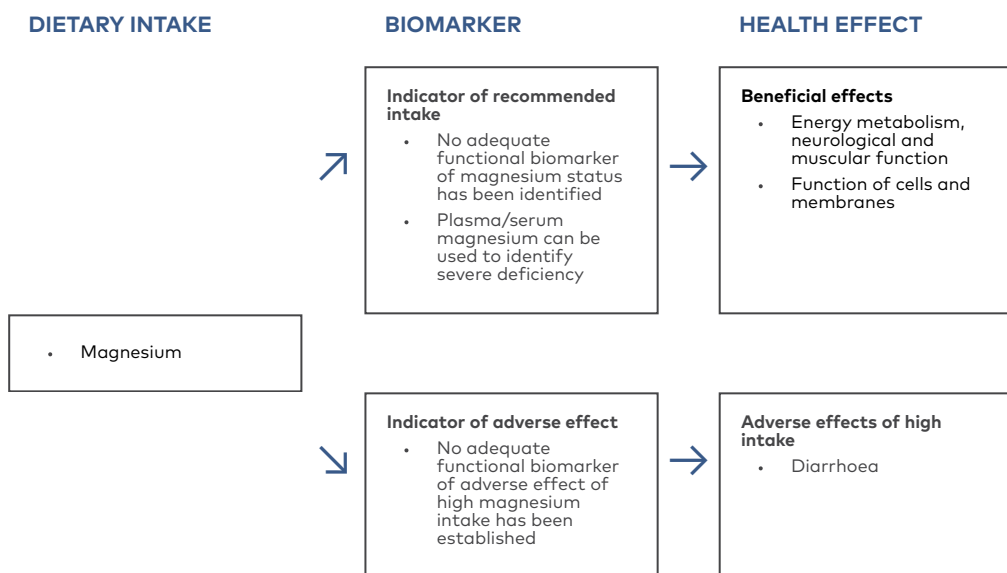 DIETARY INTAKE
BIOMARKER
HEALTH EFFECT
• Magnesium
Indicator of recommended
intake
• No adequate
functional biomarker
of magnesium status
has been identified
• Plasma/serum
magnesium can be
used to identify
severe deficiency
Beneficial effects
• Energy metabolism,
neurological and
muscular function
• Function of cells and
membranes
Indicator of adverse effect
• No adequate
functional biomarker
of adverse effect of
high magnesium
intake has been
established
Adverse effects of high
intake
• Diarrhoea